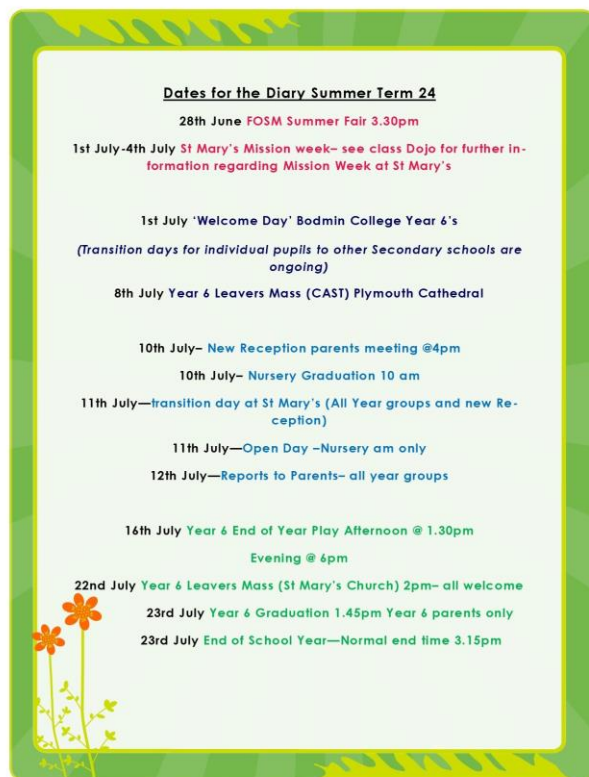 Dates for the Diary Summer Term 24
28th June FOSM Summer Fair 3.30pm
1st July-4th July St Mary's Mission week– see class Dojo for further in-
formation regarding Mission Week at St Mary's
1st July 'Welcome Day' Bodmin College Year 6's
(Transition days for individual pupils to other Secondary schools are
ongoing)
8th July Year 6 Leavers Mass (CAST) Plymouth Cathedral
10th July– New Reception parents meeting @4pm
10th July– Nursery Graduation 10 am
11th July—transition day at St Mary's (All Year groups and new Re-
ception)
11th July—Open Day –Nursery am only
12th July—Reports to Parents– all year groups
16th July Year 6 End of Year Play Afternoon @ 1.30pm
Evening @ 6pm
22nd July Year 6 Leavers Mass (St Mary's Church) 2pm– all welcome
23rd July Year 6 Graduation 1.45pm Year 6 parents only
23rd July End of School Year—Normal end time 3.15pm